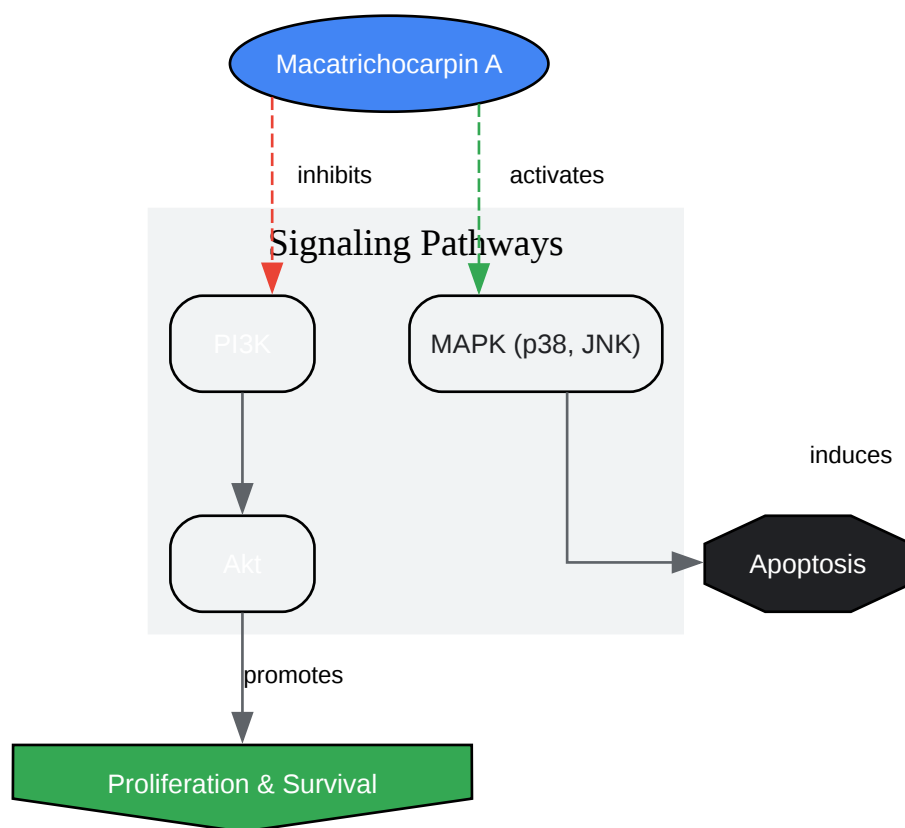 Macatrichocarpin A
inhibits
activates
Signaling Pathways
PI3K
MAPK (p38, JNK)
induces
Akt
Apoptosis
promotes
Proliferation & Survival